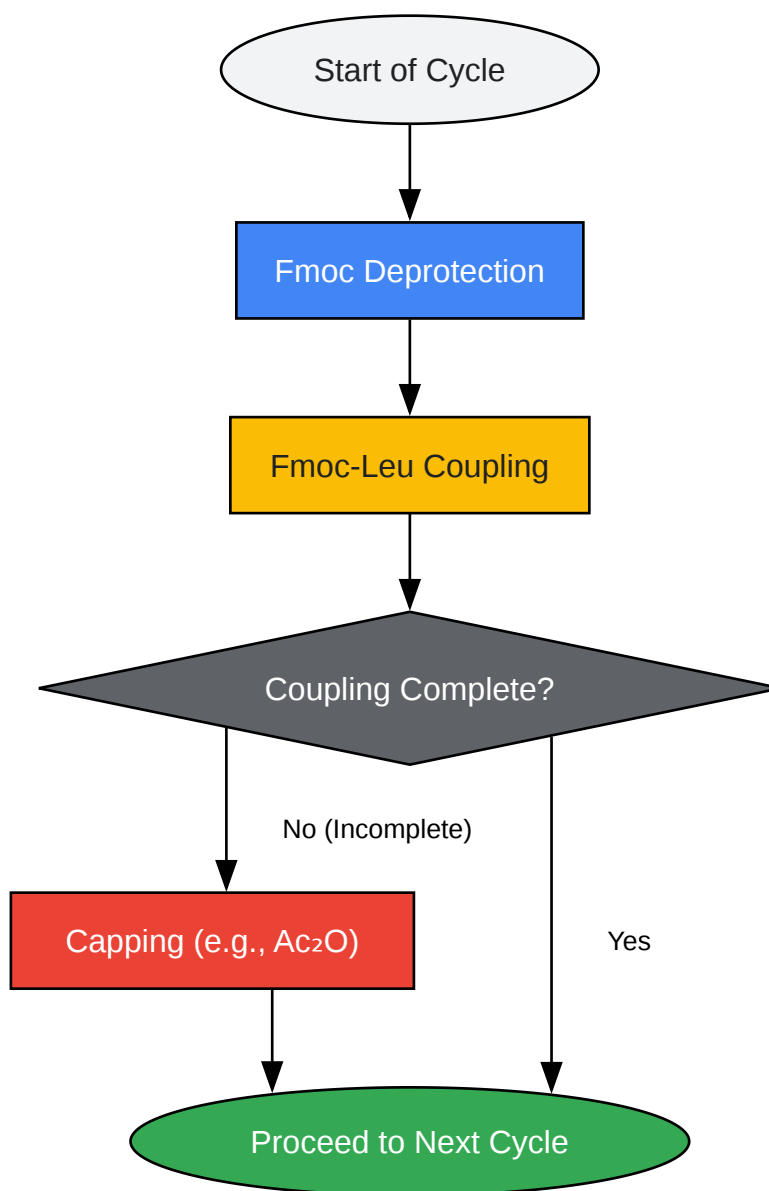 Start of Cycle
Fmoc Deprotection
Fmoc-Leu Coupling
Coupling Complete?
No (Incomplete)
Capping (e.g., Ac₂O)
Yes
Proceed to Next Cycle